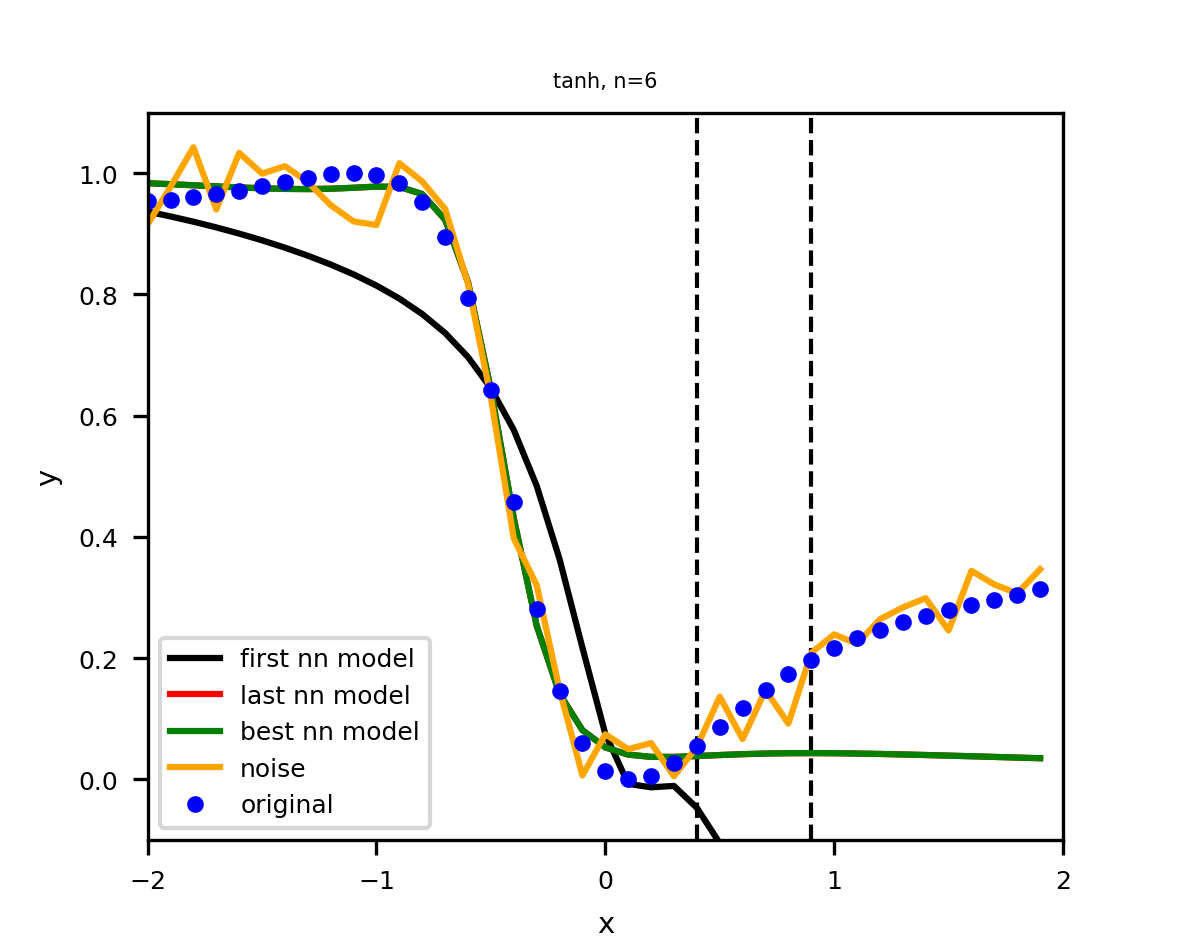 tanh, n=6
1.0
0.8
0.6
0.4
0.2
0.0
y
first nn model
last nn model
best nn model
noise
original
−2
−1
0
1
2
x